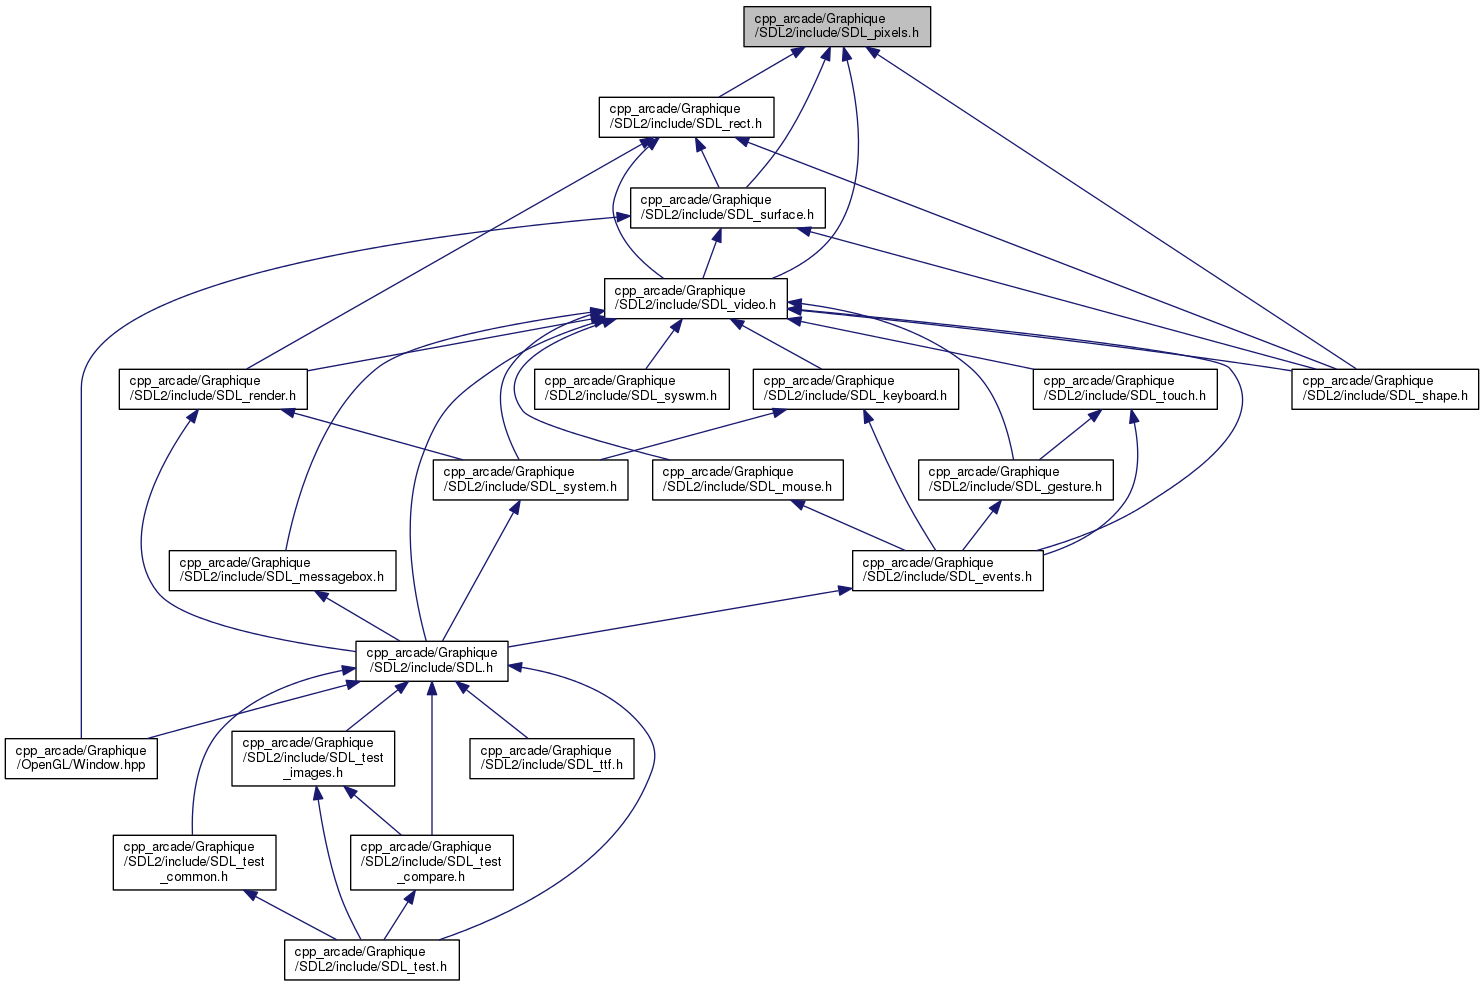 cpp_arcade/Graphique
/SDL2/include/SDL_pixels.h
cpp_arcade/Graphique
/SDL2/include/SDL_rect.h
cpp_arcade/Graphique
/SDL2/include/SDL_surface.h
cpp_arcade/Graphique
/SDL2/include/SDL_video.h
cpp_arcade/Graphique
/SDL2/include/SDL_render.h
cpp_arcade/Graphique
/SDL2/include/SDL_syswm.h
cpp_arcade/Graphique
/SDL2/include/SDL_keyboard.h
cpp_arcade/Graphique
/SDL2/include/SDL_touch.h
cpp_arcade/Graphique
/SDL2/include/SDL_shape.h
cpp_arcade/Graphique
/SDL2/include/SDL_system.h
cpp_arcade/Graphique
/SDL2/include/SDL_mouse.h
cpp_arcade/Graphique
/SDL2/include/SDL_gesture.h
cpp_arcade/Graphique
/SDL2/include/SDL_messagebox.h
cpp_arcade/Graphique
/SDL2/include/SDL_events.h
cpp_arcade/Graphique
/SDL2/include/SDL.h
cpp_arcade/Graphique
/OpenGL/Window.hpp
cpp_arcade/Graphique
/SDL2/include/SDL_test
_images.h
cpp_arcade/Graphique
/SDL2/include/SDL_ttf.h
cpp_arcade/Graphique
/SDL2/include/SDL_test
_common.h
cpp_arcade/Graphique
/SDL2/include/SDL_test
_compare.h
cpp_arcade/Graphique
/SDL2/include/SDL_test.h